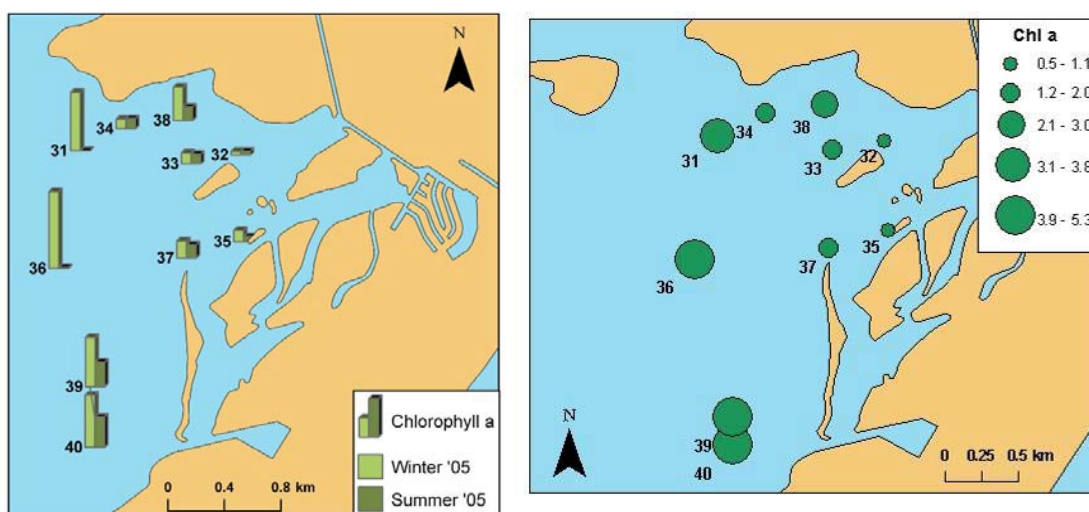 N
31
34
38
33
32
36
37
35
39
40
Chlorophyll a
Winter '05
Summer '05
0 0.4 0.8 km
Chl a
0.5 - 1.1
1.2 - 2.0
2.1 - 3.0
3.1 - 3.8
3.9 - 5.3
34
38
31
33
32
35
36
37
39
40
N
0 0.25 0.5 km